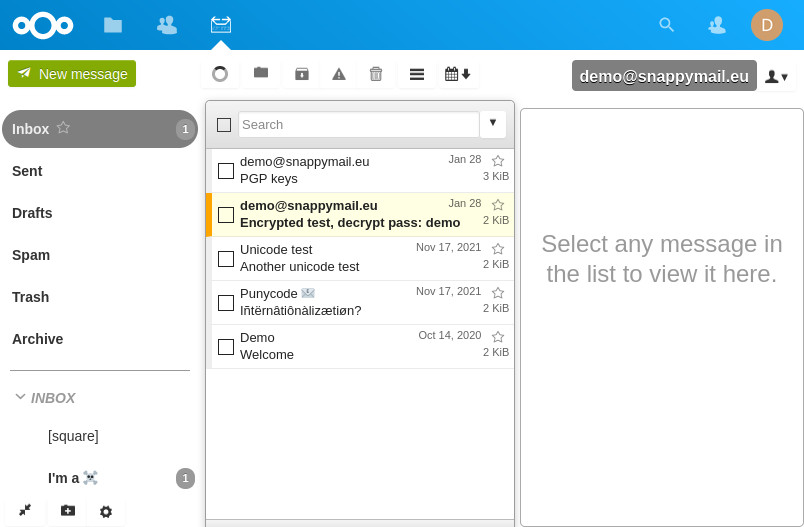 D
New message
demo@snappymail.eu
Inbox
1
Sent
Drafts
Spam
Trash
Archive
INBOX
[square]
I'm a ☠
1
Search
demo@snappymail.eu Jan 28
PGP keys 3 KiB
demo@snappymail.eu Jan 28
Encrypted test, decrypt pass: demo 2 KiB
Unicode test Nov 17, 2021
Another unicode test 2 KiB
Punycode 📨 Nov 17, 2021
Iñtërnâtiônàlizætiøn? 2 KiB
Demo Oct 14, 2020
Welcome 2 KiB
Select any message in
the list to view it here.